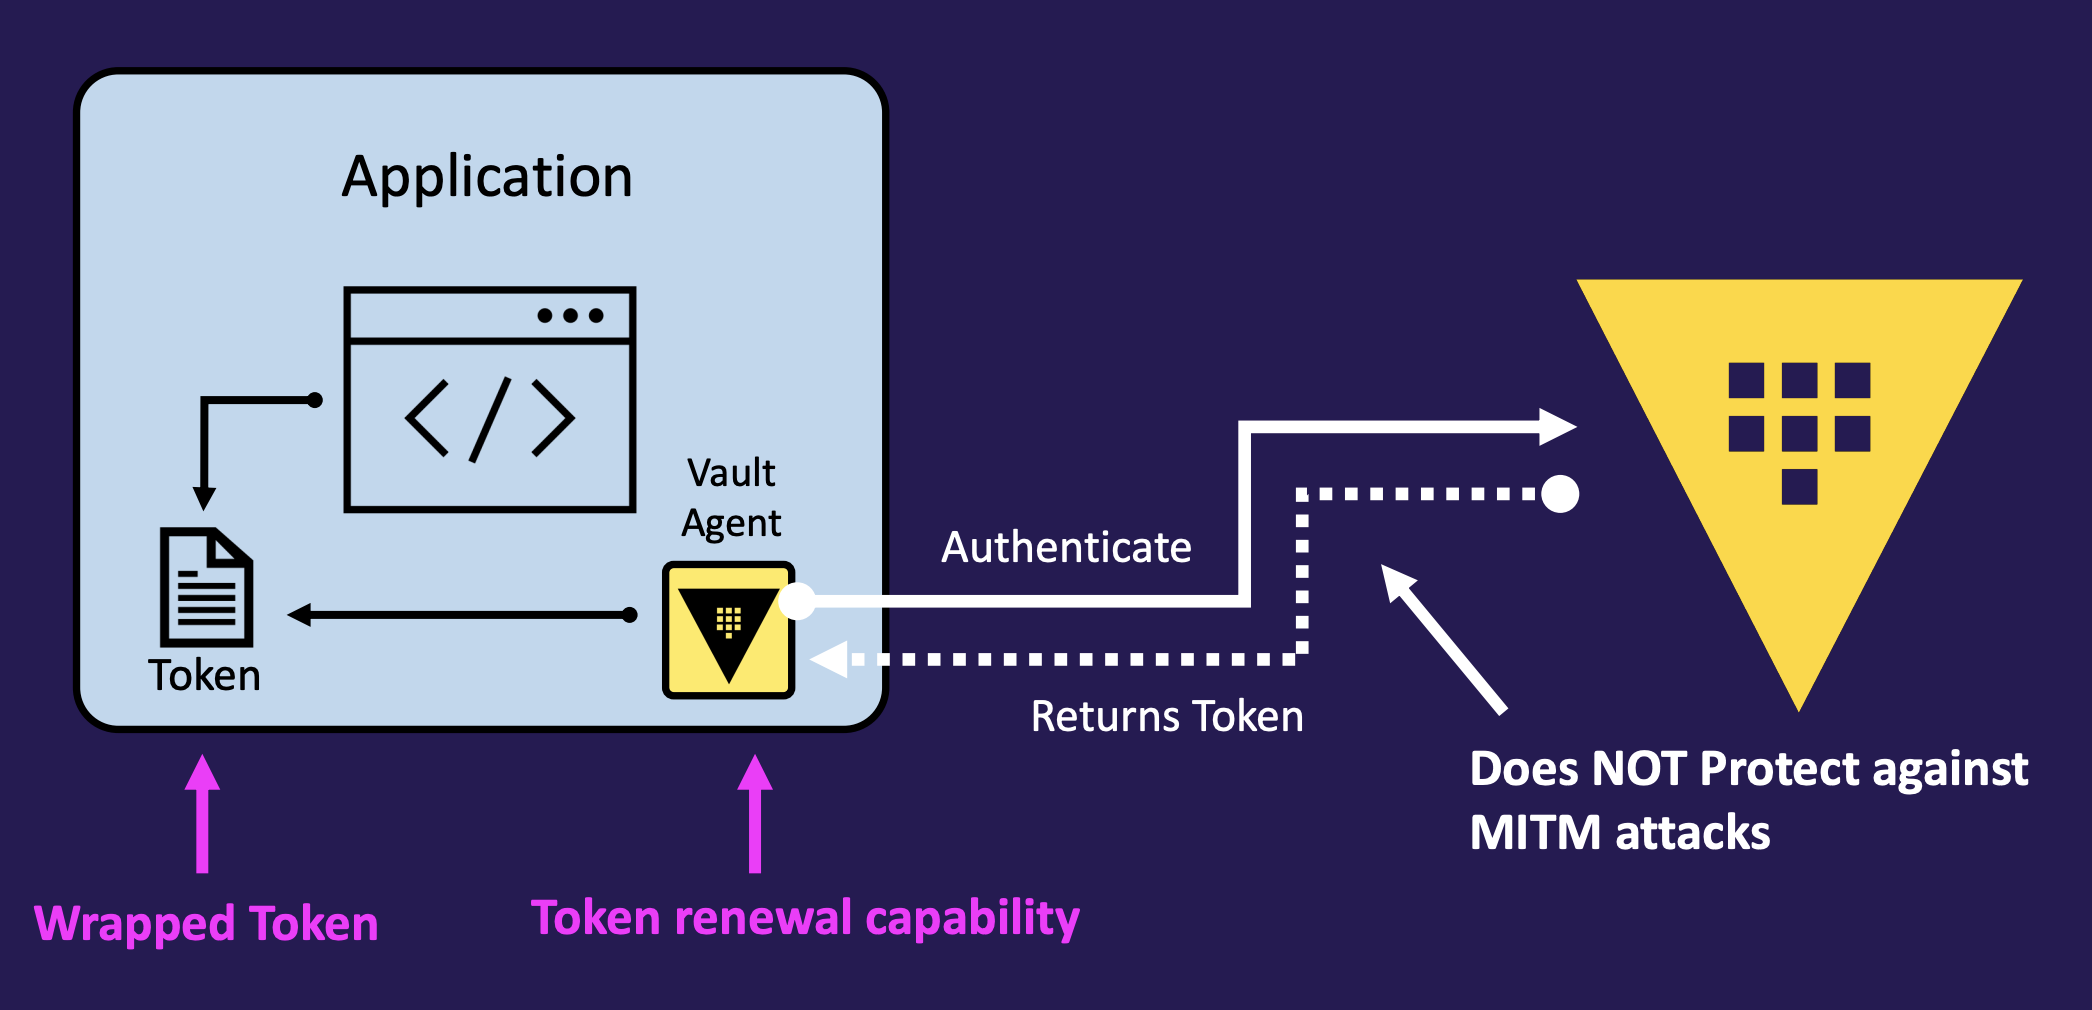 Application
Vault
Agent
Token
Authenticate
Returns Token
Does NOT Protect against
MITM attacks
Wrapped Token
Token renewal capability